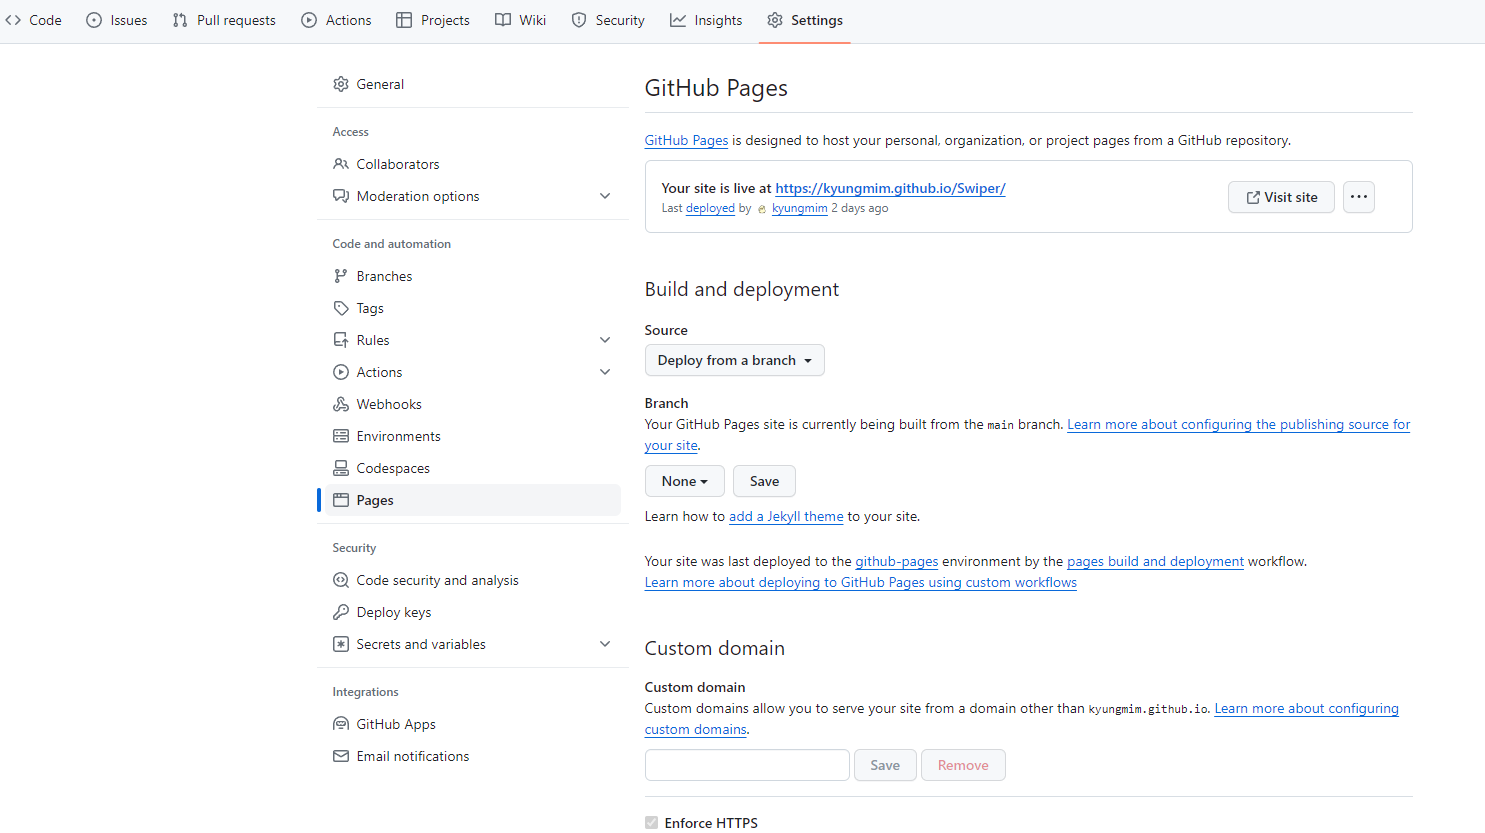 Code Issues Pull requests Actions Projects Wiki Security Insights Settings
General
Access
Collaborators
Moderation options
Code and automation
Branches
Tags
Rules
Actions
Webhooks
Environments
Codespaces
Pages
Security
Code security and analysis
Deploy keys
Secrets and variables
Integrations
GitHub Apps
Email notifications
GitHub Pages
GitHub Pages is designed to host your personal, organization, or project pages from a GitHub repository.
Your site is live at https://kyungmim.github.io/Swiper/
Last deployed by kyungmim 2 days ago
Visit site
Build and deployment
Source
Deploy from a branch
Branch
Your GitHub Pages site is currently being built from the main branch. Learn more about configuring the publishing source for
your site.
None Save
Learn how to add a Jekyll theme to your site.
Your site was last deployed to the github-pages environment by the pages build and deployment workflow.
Learn more about deploying to GitHub Pages using custom workflows
Custom domain
Custom domain
Custom domains allow you to serve your site from a domain other than kyungmim.github.io. Learn more about configuring
custom domains.
Save Remove
Enforce HTTPS